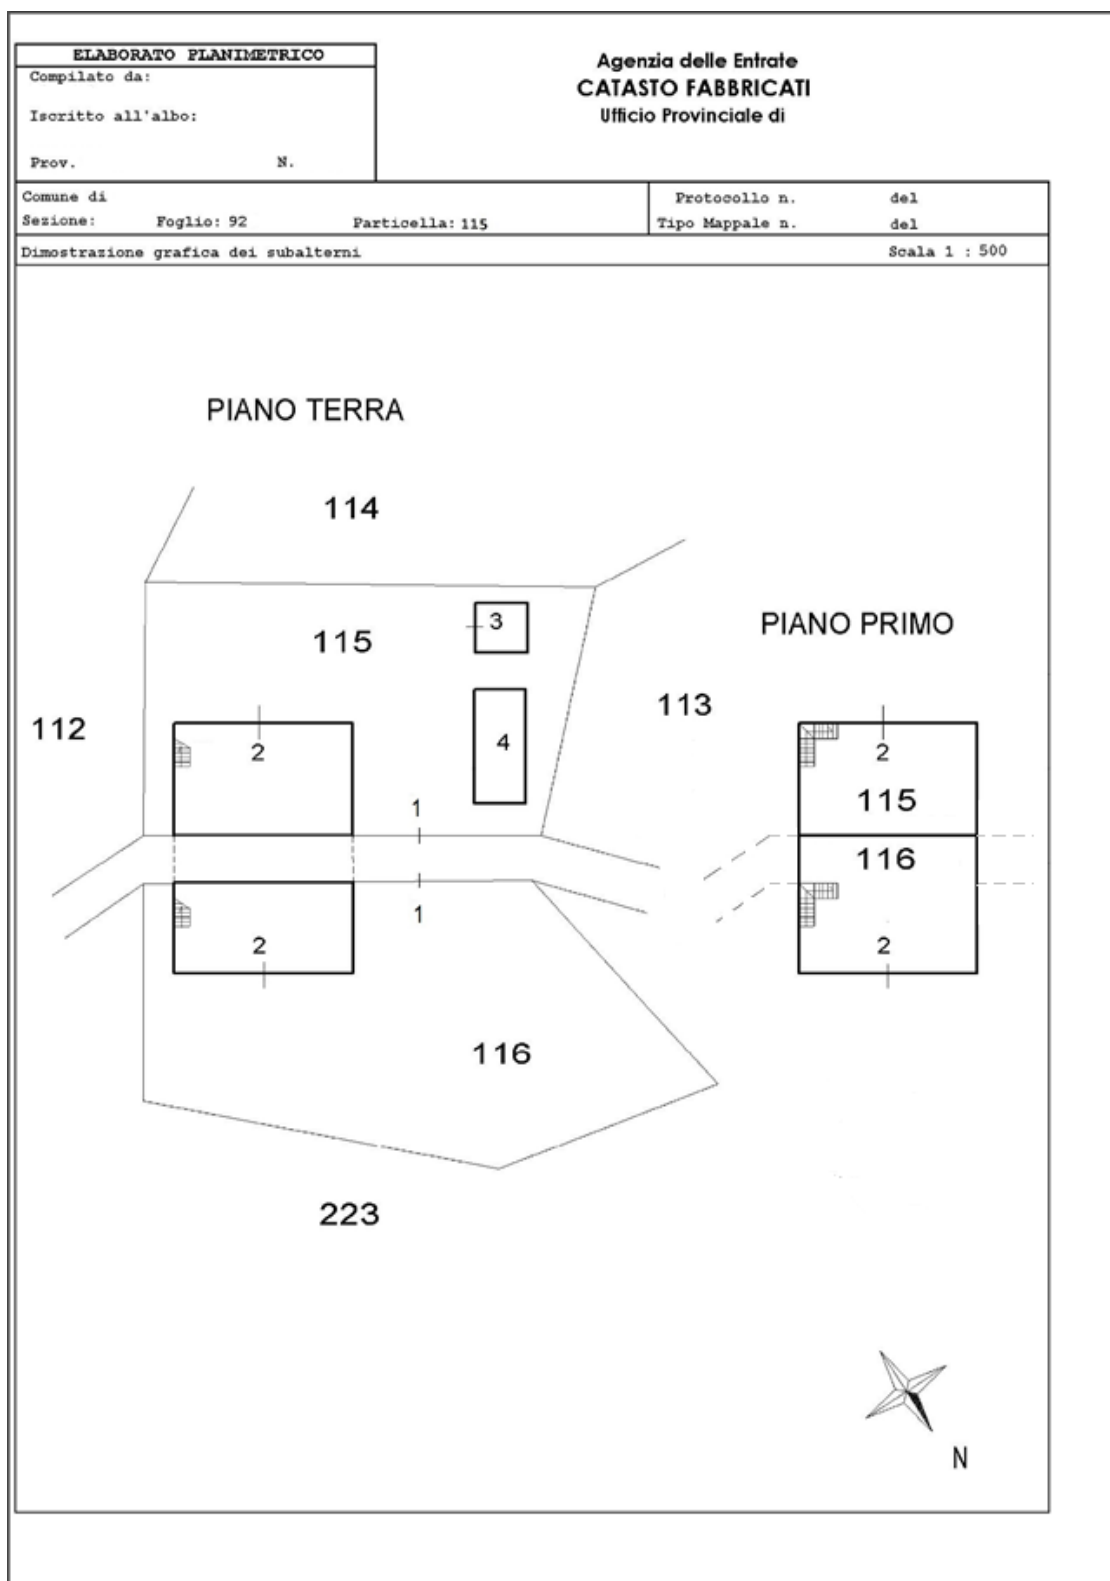 ELABORATO PLANIMETRICO
Compilato da:
Iscritto all'albo:
Prov. N.
Agenzia delle Entrate
CATASTO FABBRICATI
Ufficio Provinciale di
Comune di
Sezione: Foglio: 92 Particella: 115
Protocollo n. del
Tipo Mappale n. del
Dimostrazione grafica dei subalterni Scala 1 : 500
PIANO TERRA
114
3
115
PIANO PRIMO
112
113
2
4
2
1
115
116
1
2
2
116
223
N